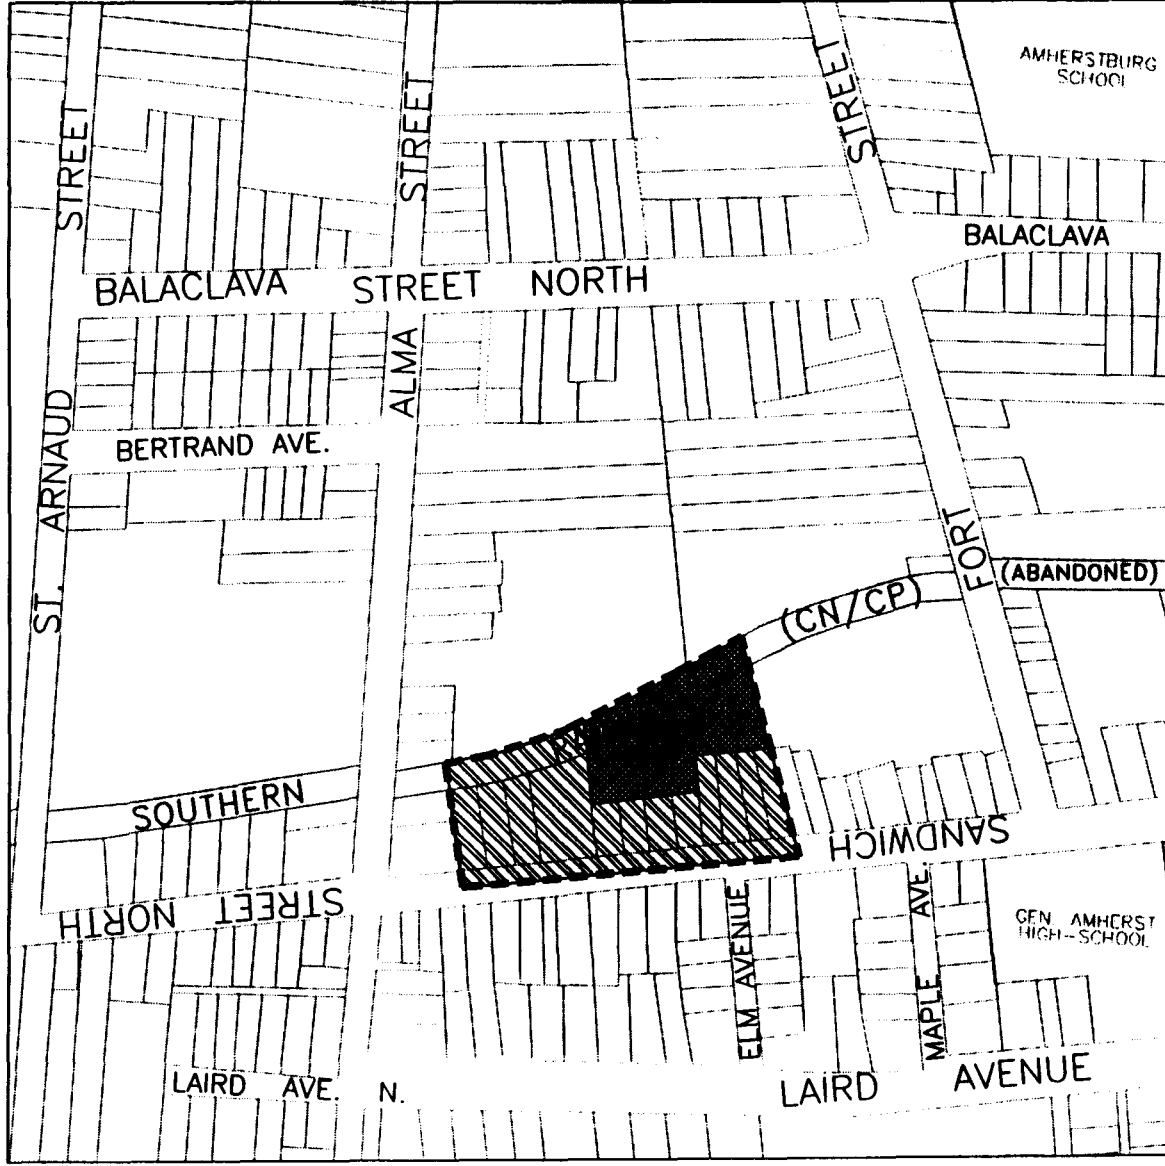 AMHERSTBURG
SCHOOL
STREET
STREET
STREET
BALACLAVA
BALACLAVA STREET NORTH
ALMA
ST. ARNAUD
BERTRAND AVE.
FORT
(ABANDONED)
(CN/CP)
SOUTHERN
SANDWICH
STREET NORTH
ELM AVENUE
MAPLE AVE.
GEN. AMHERST
HIGH-SCHOOL
LAIRD AVE. N.
LAIRD AVENUE